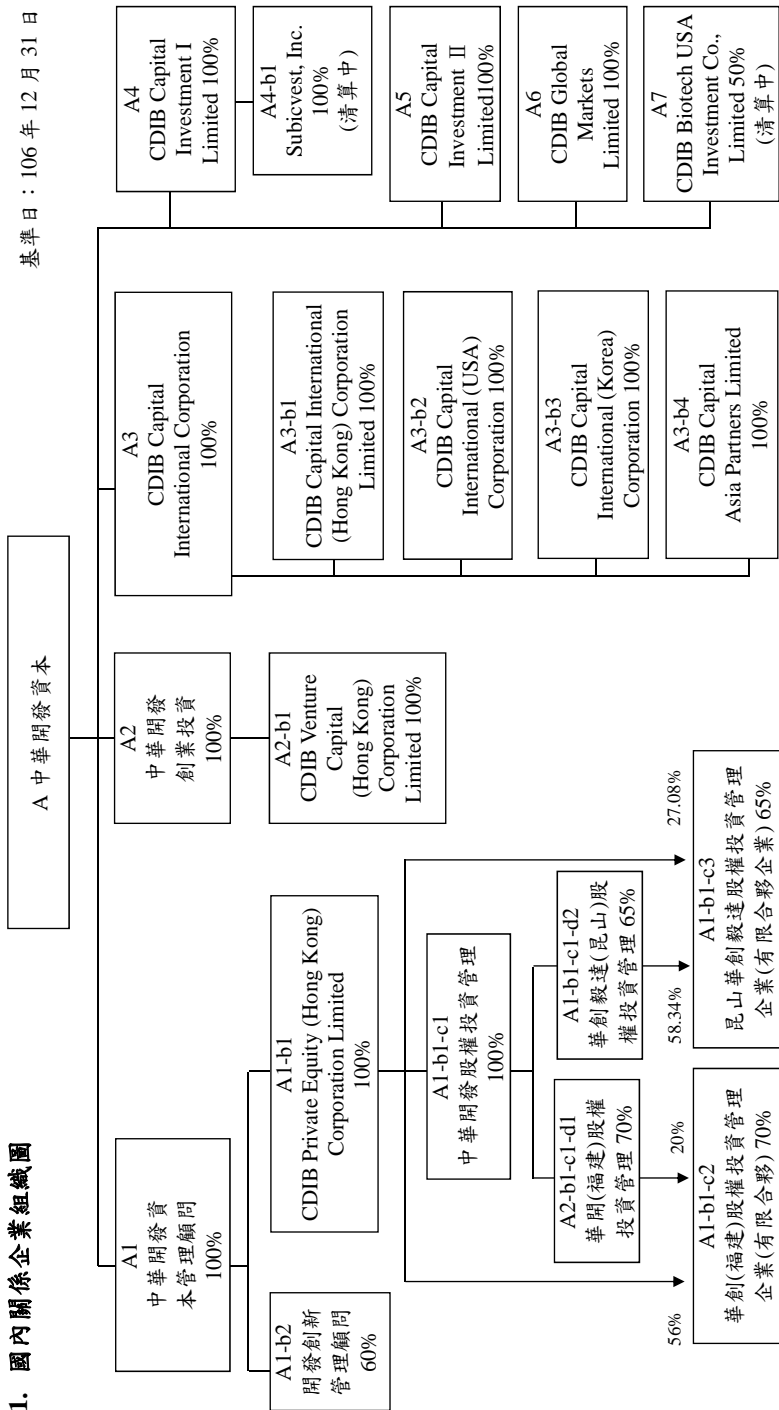 1. 國內關係企業組織圖
基準日：106 年 12 月 31 日
A 中華開發資本
A1
中華開發資
本管理顧問
100%
A1-b2
開發創新
管理顧問
60%
A1-b1
CDIB Private Equity (Hong Kong)
Corporation Limited
100%
A1-b1-c1
中華開發股權投資管理
100%
A2-b1-c1-d1
華開(福建)股權
投資管理 70%
A1-b1-c1-d2
華創毅達(昆山)股
權投資管理 65%
56%
20%
58.34%
27.08%
A1-b1-c2
華創(福建)股權投資管理
企業(有限合夥) 70%
A1-b1-c3
昆山華創毅達股權投資管理
企業(有限合夥企業) 65%
A2
中華開發
創業投資
100%
A2-b1
CDIB Venture
Capital
(Hong Kong)
Corporation
Limited 100%
A3
CDIB Capital
International Corporation
100%
A3-b1
CDIB Capital International
(Hong Kong) Corporation
Limited 100%
A3-b2
CDIB Capital
International (USA)
Corporation 100%
A3-b3
CDIB Capital
International (Korea)
Corporation 100%
A3-b4
CDIB Capital
Asia Partners Limited
100%
A4
CDIB Capital
Investment I
Limited 100%
A4-b1
Subicvest, Inc.
100%
(清算中)
A5
CDIB Capital
Investment II
Limited100%
A6
CDIB Global
Markets
Limited 100%
A7
CDIB Biotech USA
Investment Co.,
Limited 50%
(清算中)